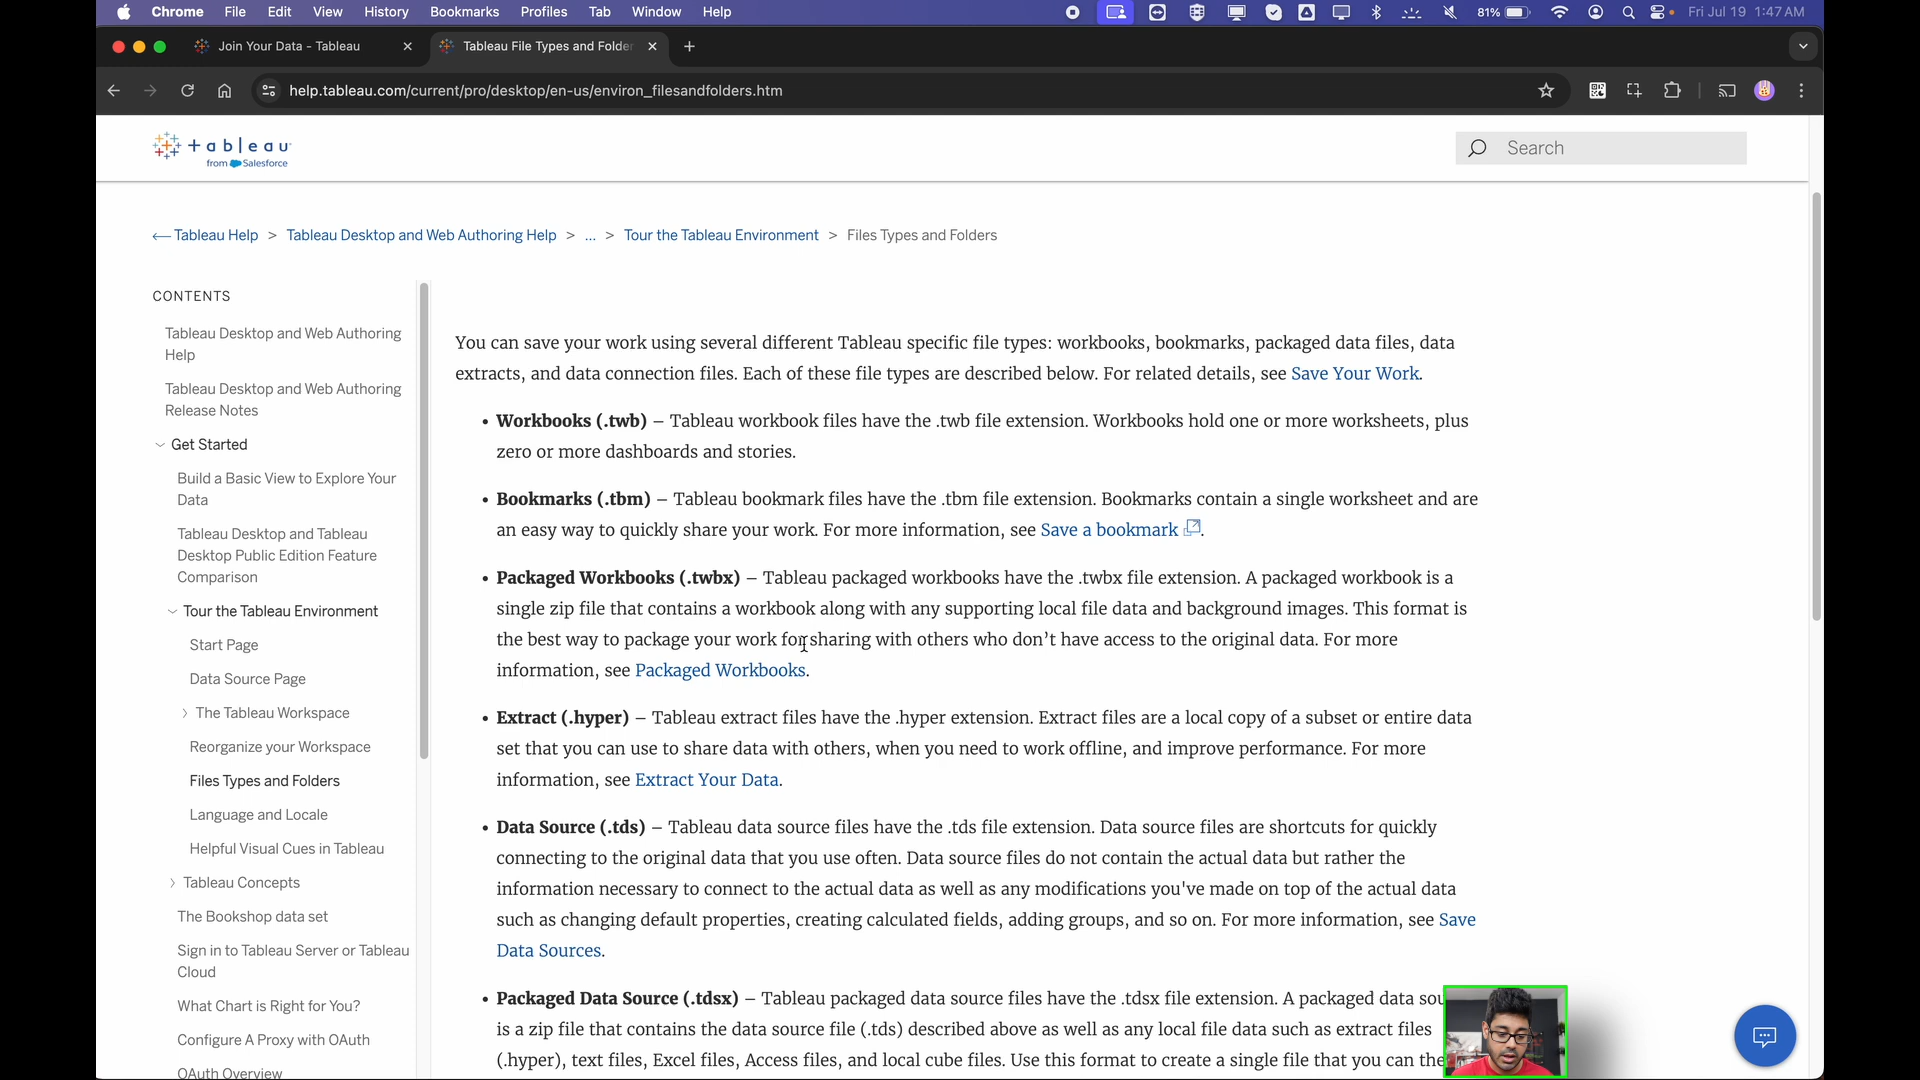 Chrome File Edit View History Bookmarks Profiles Tab Window Help 81% Fri Jul 19 1:47 AM
Join Your Data - Tableau
Tableau File Types and Folder
help.tableau.com/current/pro/desktop/en-us/environ_filesandfolders.htm
+ a b l e a u
from Salesforce
Search
Tableau Help > Tableau Desktop and Web Authoring Help > ... > Tour the Tableau Environment > Files Types and Folders
CONTENTS
Tableau Desktop and Web Authoring
Help
Tableau Desktop and Web Authoring
Release Notes
Get Started
Build a Basic View to Explore Your
Data
Tableau Desktop and Tableau
Desktop Public Edition Feature
Comparison
Tour the Tableau Environment
Start Page
Data Source Page
The Tableau Workspace
Reorganize your Workspace
Files Types and Folders
Language and Locale
Helpful Visual Cues in Tableau
Tableau Concepts
The Bookshop data set
Sign in to Tableau Server or Tableau
Cloud
What Chart is Right for You?
Configure A Proxy with OAuth
OAuth Overview
You can save your work using several different Tableau specific file types: workbooks, bookmarks, packaged data files, data
extracts, and data connection files. Each of these file types are described below. For related details, see Save Your Work.
• Workbooks (.twb) – Tableau workbook files have the .twb file extension. Workbooks hold one or more worksheets, plus
zero or more dashboards and stories.
• Bookmarks (.tbm) – Tableau bookmark files have the .tbm file extension. Bookmarks contain a single worksheet and are
an easy way to quickly share your work. For more information, see Save a bookmark.
• Packaged Workbooks (.twbx) – Tableau packaged workbooks have the .twbx file extension. A packaged workbook is a
single zip file that contains a workbook along with any supporting local file data and background images. This format is
the best way to package your work for sharing with others who don’t have access to the original data. For more
information, see Packaged Workbooks.
• Extract (.hyper) – Tableau extract files have the .hyper extension. Extract files are a local copy of a subset or entire data
set that you can use to share data with others, when you need to work offline, and improve performance. For more
information, see Extract Your Data.
• Data Source (.tds) – Tableau data source files have the .tds file extension. Data source files are shortcuts for quickly
connecting to the original data that you use often. Data source files do not contain the actual data but rather the
information necessary to connect to the actual data as well as any modifications you've made on top of the actual data
such as changing default properties, creating calculated fields, adding groups, and so on. For more information, see Save
Data Sources.
• Packaged Data Source (.tdsx) – Tableau packaged data source files have the .tdsx file extension. A packaged data sou
is a zip file that contains the data source file (.tds) described above as well as any local file data such as extract files
(.hyper), text files, Excel files, Access files, and local cube files. Use this format to create a single file that you can the